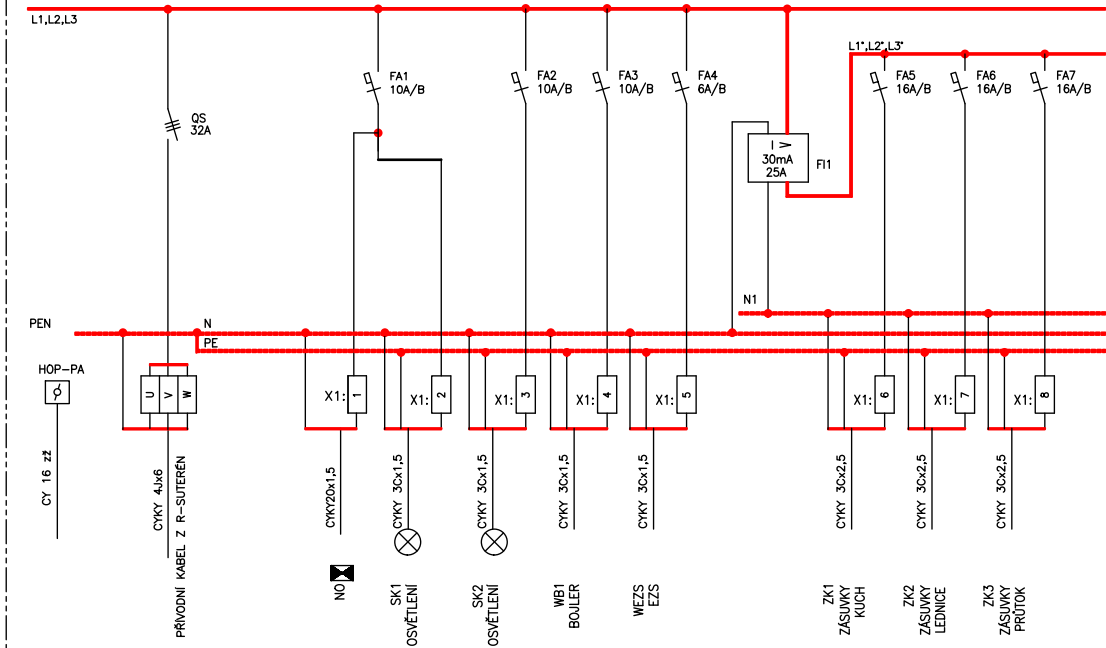 L1,L2,L3
QS
32A
FA1
10A/B
FA2
10A/B
FA3
10A/B
FA4
6A/B
I >
30mA
25A
FI1
L1',L2',L3'
FA5
16A/B
FA6
16A/B
FA7
16A/B
N1
PEN
N
PE
HOP-PA
U
V
W
X1: 1
X1: 2
X1: 3
X1: 4
X1: 5
X1: 6
X1: 7
X1: 8
CY 16 zž
CYKY 4Jx6
PŘÍVODNÍ KABEL Z R-SUTERÉN
CYKY2O×1,5
CYKY 3Cx1,5
CYKY 3Cx1,5
CYKY 3Cx1,5
CYKY 3Cx1,5
CYKY 3Cx2,5
CYKY 3Cx2,5
CYKY 3Cx2,5
NO
SK1
OSVĚTLENÍ
SK2
OSVĚTLENÍ
WB1
BOJLER
WEZS
EZS
ZK1
ZÁSUVKY
KUCH
ZK2
ZÁSUVKY
LEDNICE
ZK3
ZÁSUVKY
PRŮTOK